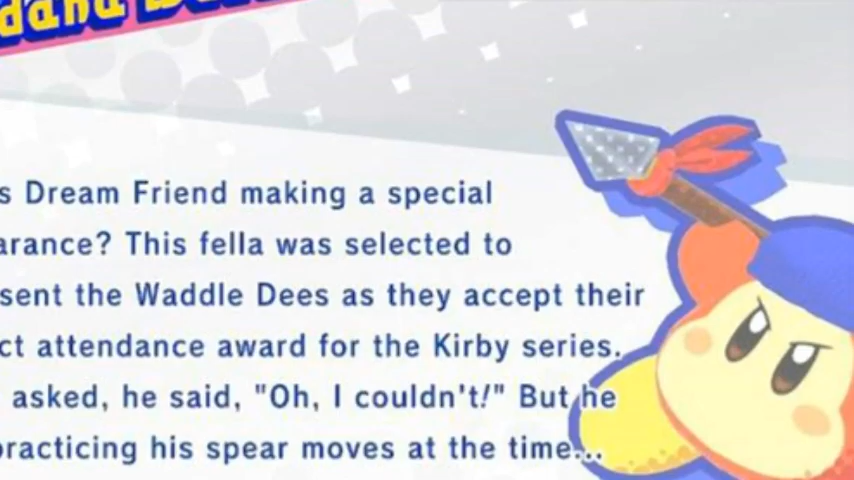 dana
s Dream Friend making a special
arance? This fella was selected to
sent the Waddle Dees as they accept their
ct attendance award for the Kirby series.
asked, he said, "Oh, I couldn't!" But he
practicing his spear moves at the time...